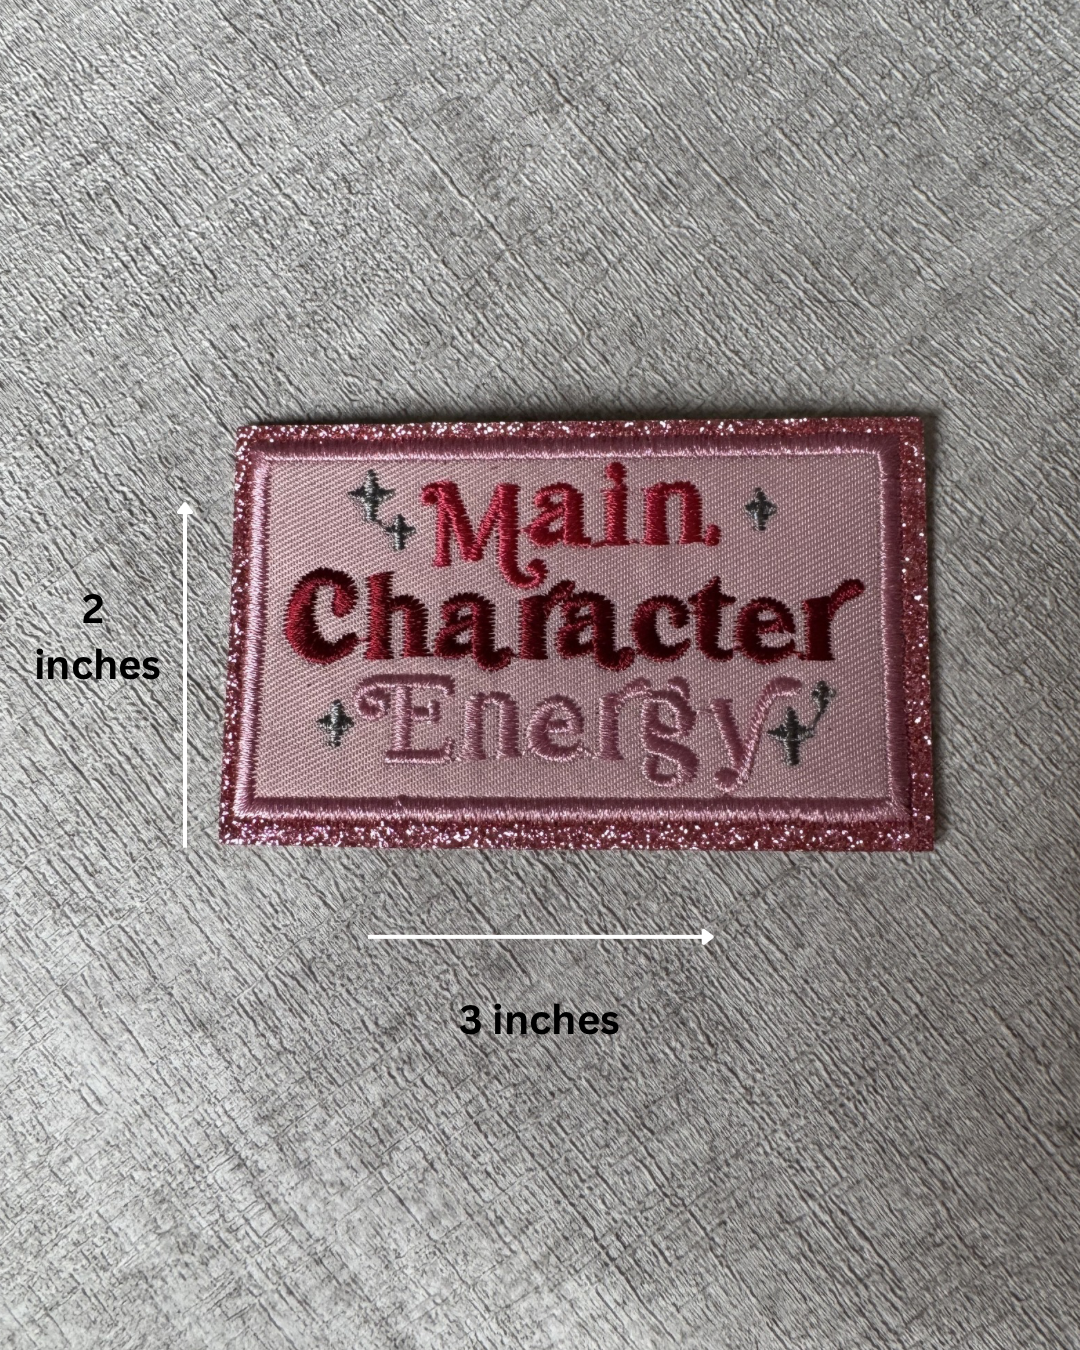 Main
Character
Energy
2
inches
3 inches